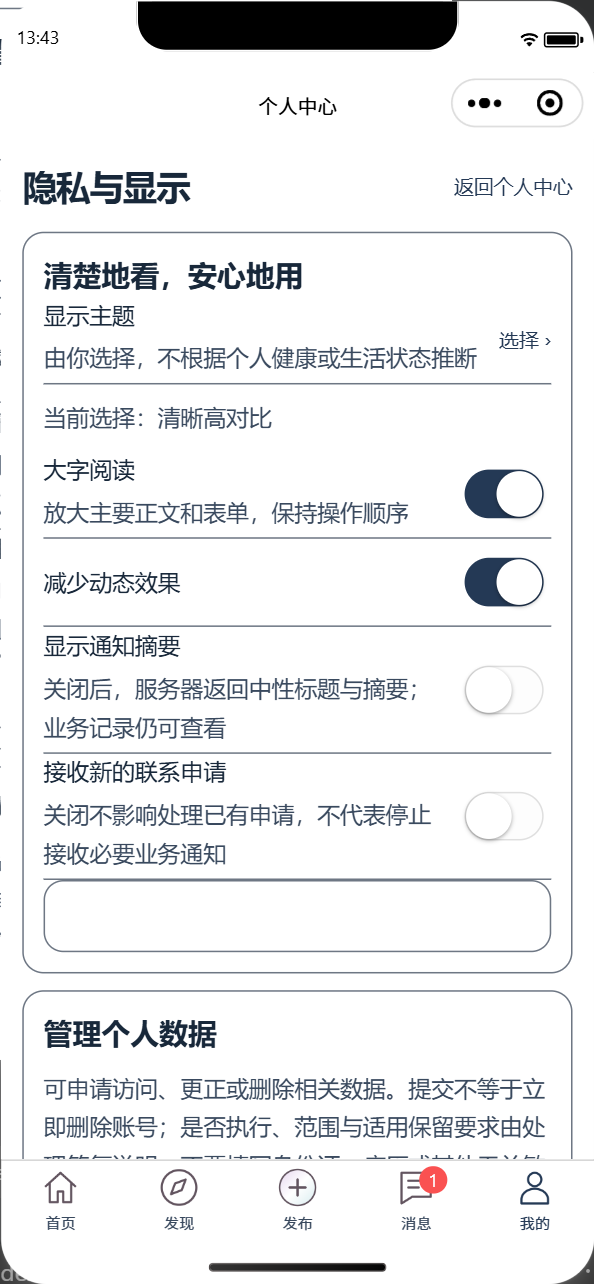 13:43
个人中心
隐私与显示
返回个人中心
清楚地看，安心地用
显示主题
由你选择，不根据个人健康或生活状态推断
选择 ›
当前选择：清晰高对比
大字阅读
放大主要正文和表单，保持操作顺序
减少动态效果
显示通知摘要
关闭后，服务器返回中性标题与摘要；
业务记录仍可查看
接收新的联系申请
关闭不影响处理已有申请，不代表停止
接收必要业务通知
管理个人数据
可申请访问、更正或删除相关数据。提交不等于立
即删除账号；是否执行、范围与适用保留要求由处
首页
发现
发布
消息
1
我的